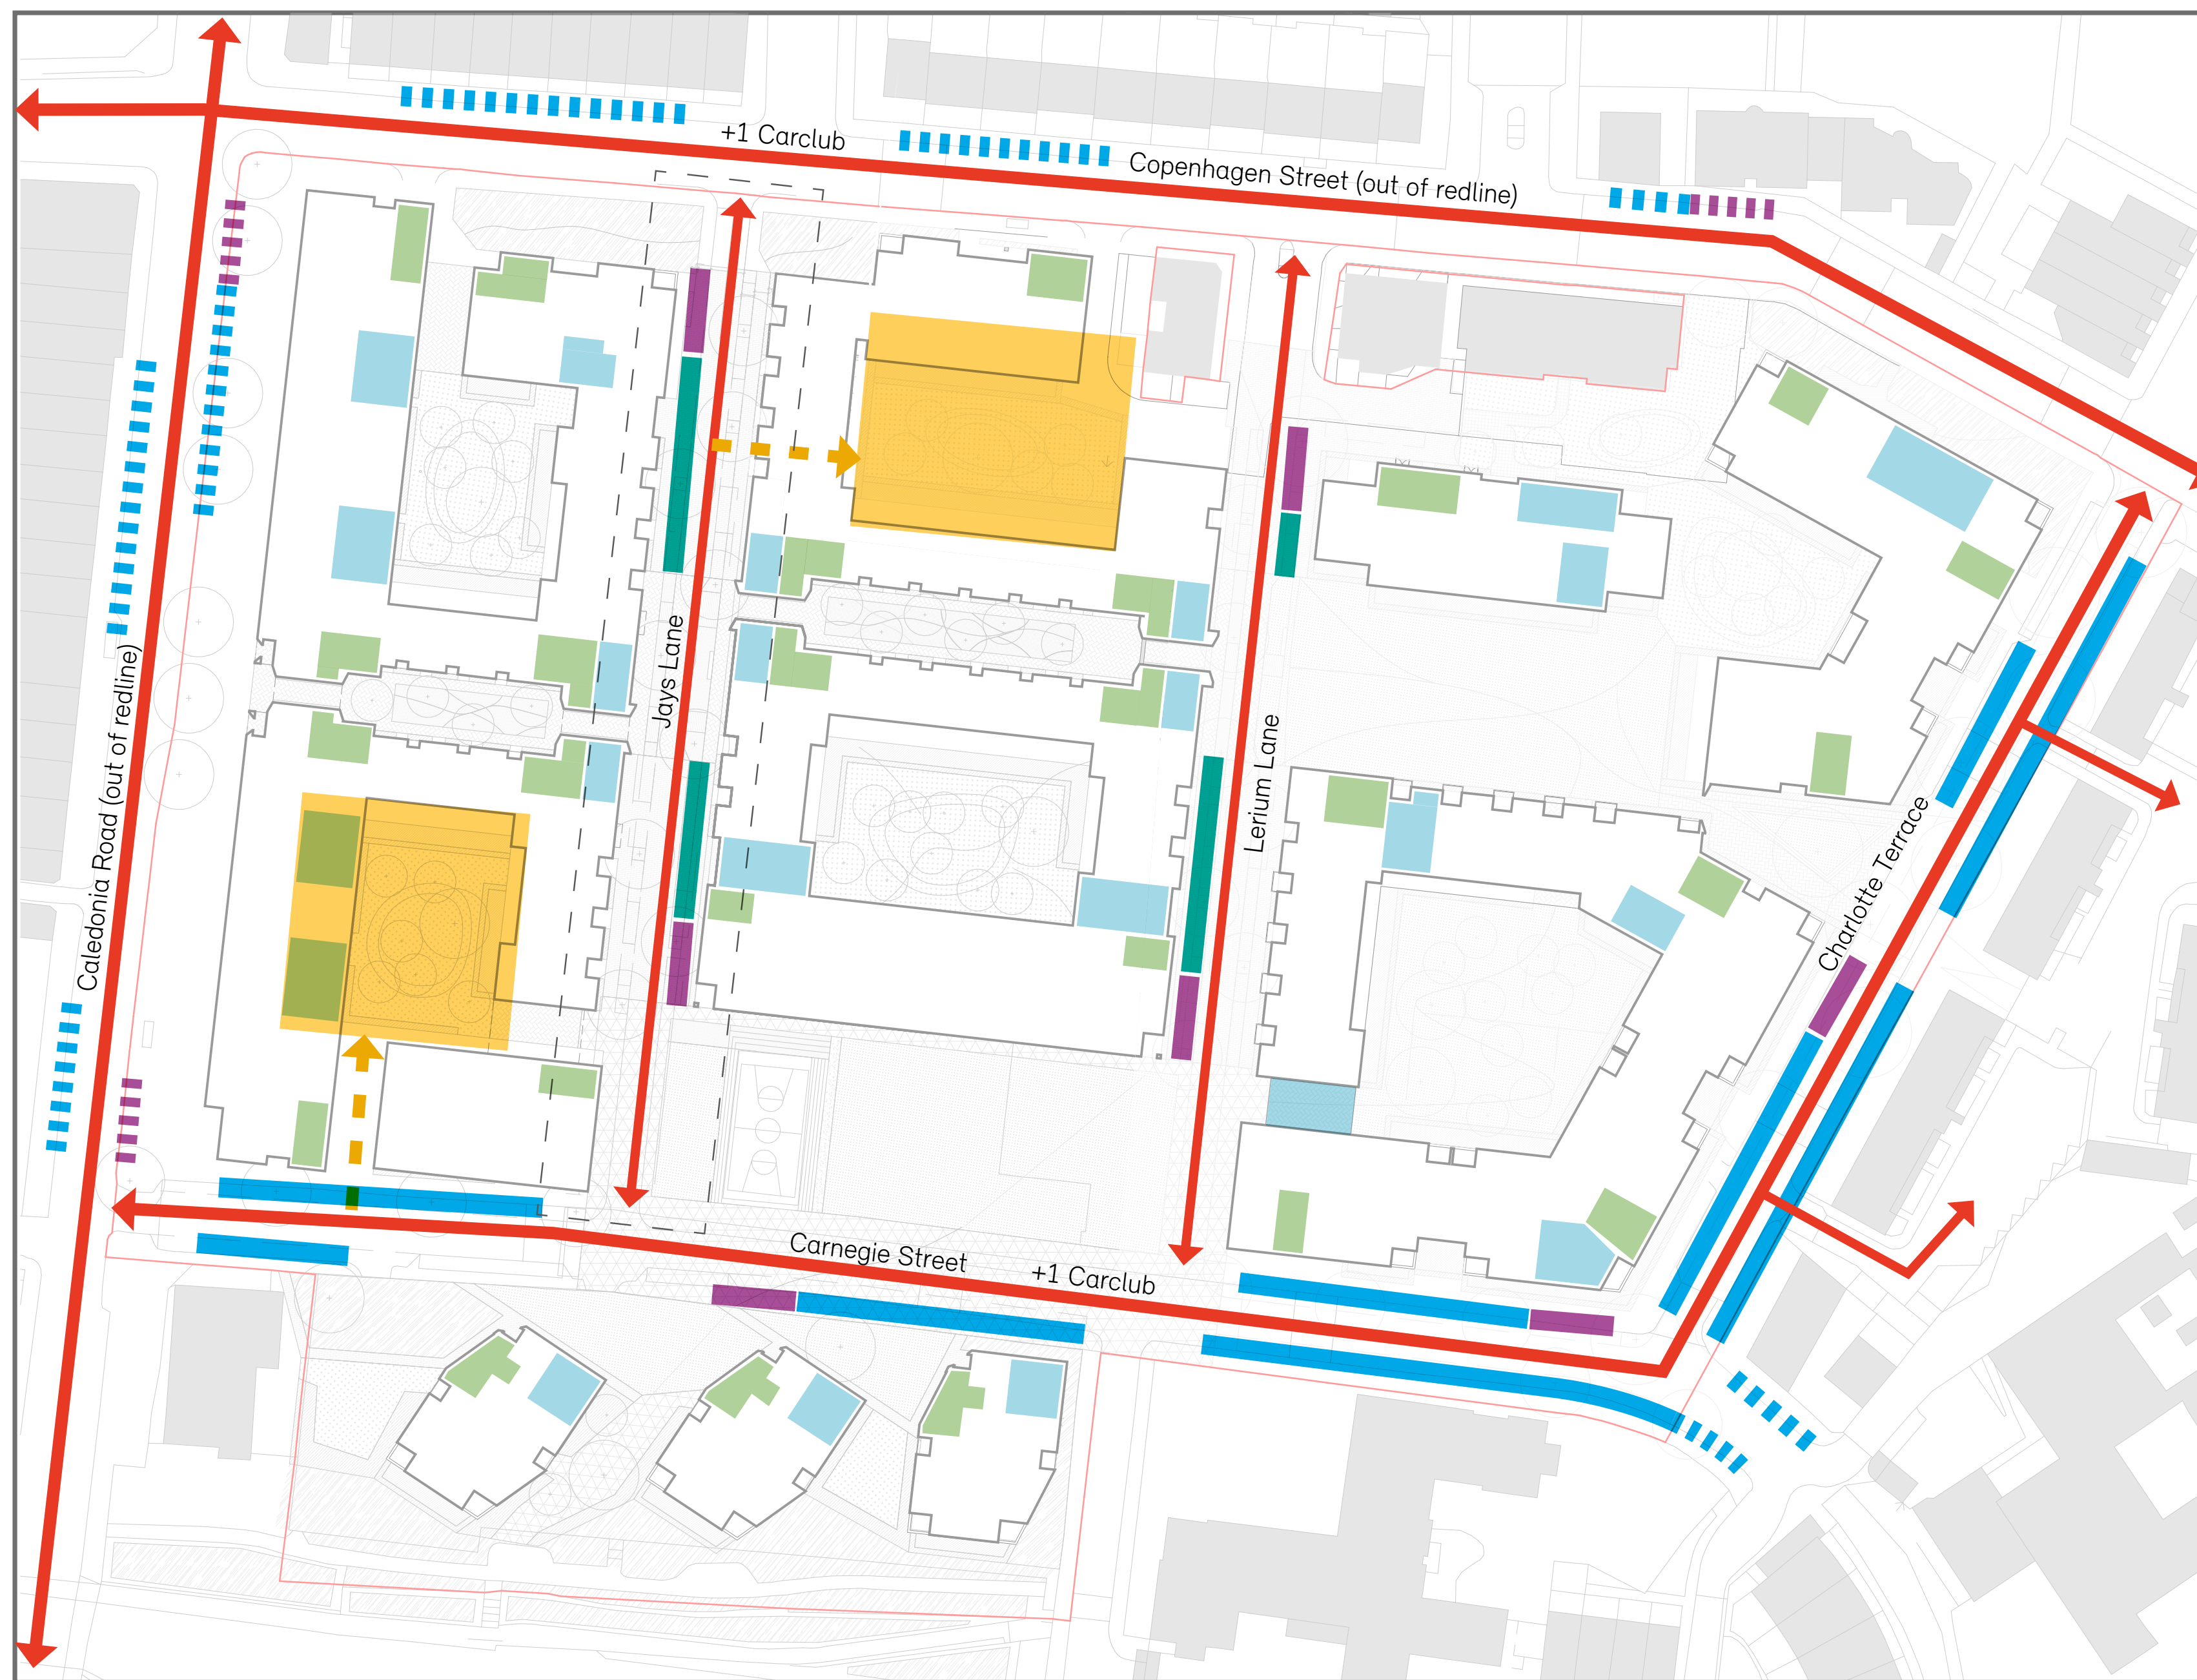 +1 Carclub
Copenhagen Street (out of redline)
Jays Lane
Caledonia Road (out of redline)
Lerium Lane
Charlotte Terrace
Carnegie Street
+1 Carclub